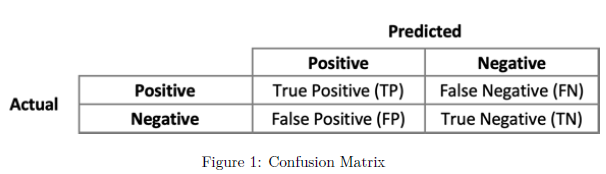 Predicted
Positive Negative
Actual
Positive True Positive (TP) False Negative (FN)
Negative False Positive (FP) True Negative (TN)
Figure 1: Confusion Matrix